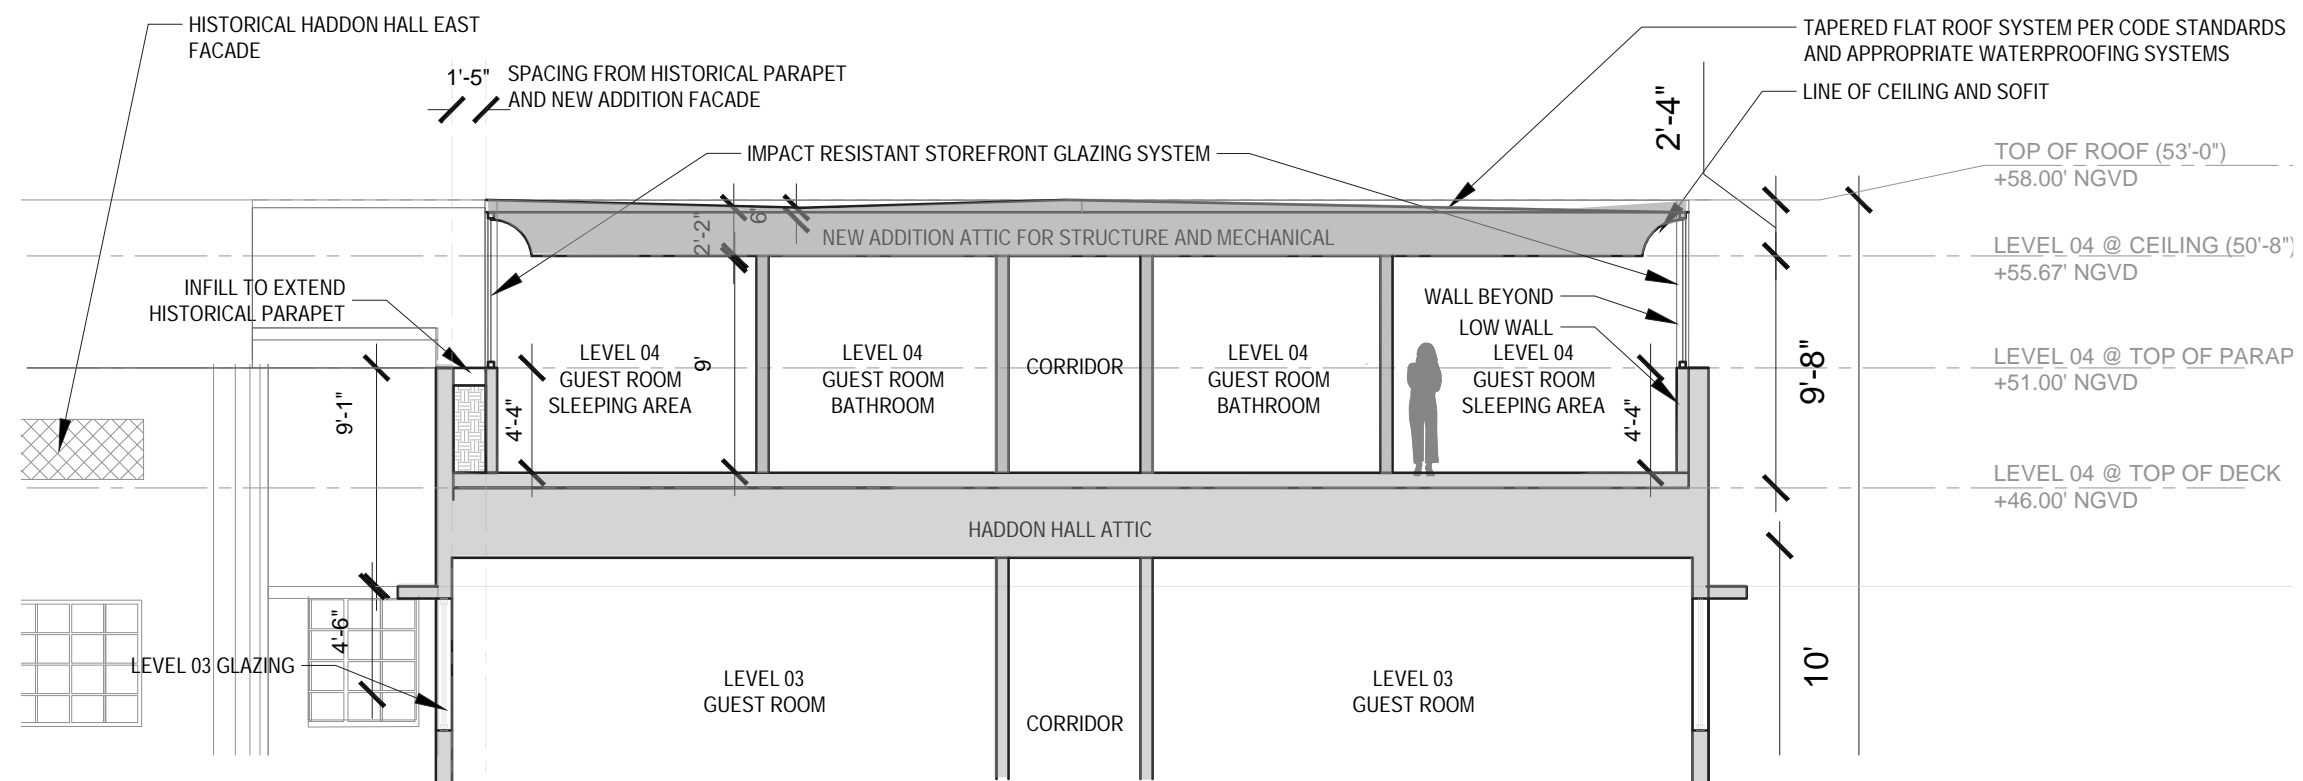 HISTORICAL HADDON HALL EAST
FACADE
1'-5"
SPACING FROM HISTORICAL PARAPET
AND NEW ADDITION FACADE
TAPERED FLAT ROOF SYSTEM PER CODE STANDARDS
AND APPROPRIATE WATERPROOFING SYSTEMS
LINE OF CEILING AND SOFIT
2'-4"
IMPACT RESISTANT STOREFRONT GLAZING SYSTEM
TOP OF ROOF (53'-0")
+58.00' NGVD
2'-2"
6"
NEW ADDITION ATTIC FOR STRUCTURE AND MECHANICAL
LEVEL 04 @ CEILING (50'-8")
+55.67' NGVD
INFILL TO EXTEND
HISTORICAL PARAPET
WALL BEYOND
LOW WALL
LEVEL 04
GUEST ROOM
SLEEPING AREA
9'
LEVEL 04
GUEST ROOM
BATHROOM
CORRIDOR
LEVEL 04
GUEST ROOM
BATHROOM
LEVEL 04
GUEST ROOM
SLEEPING AREA
9'-8"
LEVEL 04 @ TOP OF PARAP
+51.00' NGVD
9'-1"
4'-4"
4'-4"
LEVEL 04 @ TOP OF DECK
+46.00' NGVD
HADDON HALL ATTIC
4'-6"
LEVEL 03 GLAZING
LEVEL 03
GUEST ROOM
CORRIDOR
LEVEL 03
GUEST ROOM
10'